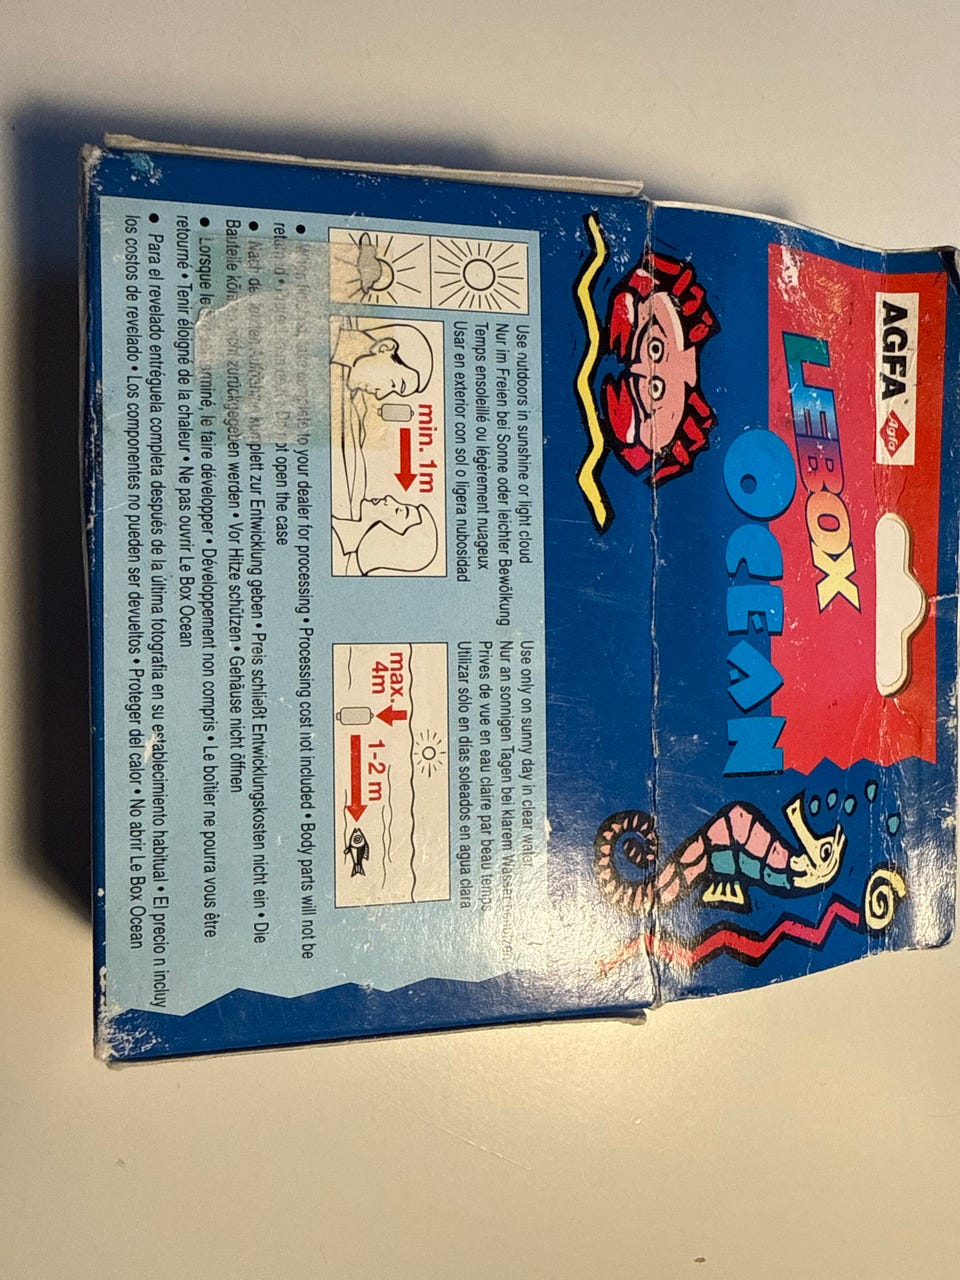 AGFA
Agfa
LEBOX
OCEAN
Use outdoors in sunshine or light cloud
Nur im Freien bei Sonne oder leichter Bewölkung
Temps ensoleillé ou légèrement nuageux
Usar en exterior con sol o ligera nubosidad
min. 1m
Use only on sunny day in clear water
Nur an sonnigen Tagen bei klarem Wasser
Prives de vue en eau claire par beau temps
Utilizar sólo en días soleados en agua clara
max.
4m
1-2 m
• to your dealer for processing • Processing cost not included • Body parts will not be
open the case
• Nach komplett zur Entwicklung geben • Preis schließt Entwicklungskosten nicht ein • Die
Bauteile zurückgegeben werden • Vor Hitze schützen • Gehäuse nicht öffnen
• Lorsque le faire développer • Développement non compris • Le boîtier ne pourra vous être
retourné • Tenir éloigné de la chaleur • Ne pas ouvrir Le Box Ocean
• Para el revelado entréguela completa después de la última fotografía en su establecimiento habitual • El precio n incluy
los costos de revelado • Los componentes no pueden ser devueltos • Proteger del calor • No abrir Le Box Ocean